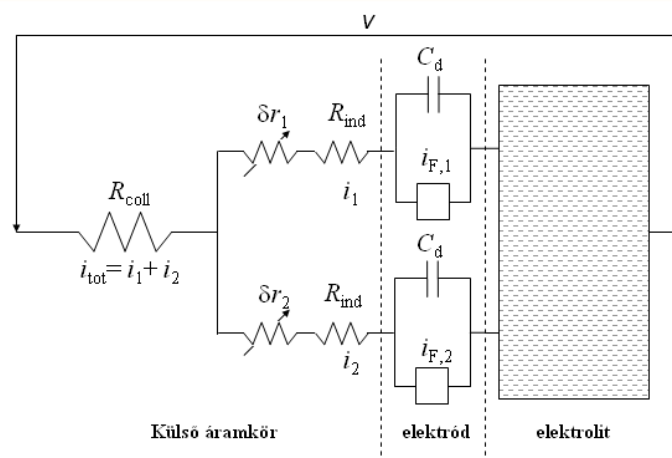 V
C_d
δr_1
R_ind
i_F,1
i_1
R_coll
i_tot= i_1+ i_2
C_d
δr_2
R_ind
i_F,2
i_2
Külső áramkör
elektród
elektrolit